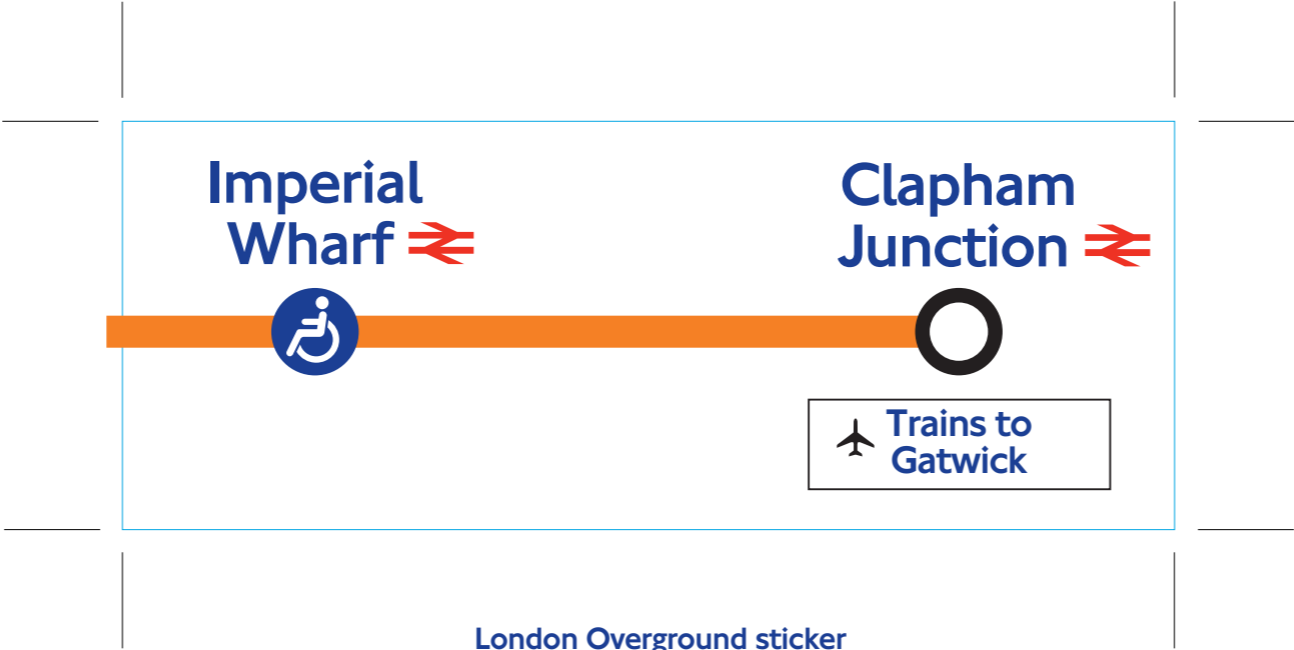 Imperial
Wharf
Clapham
Junction
Trains to
Gatwick
London Overground sticker